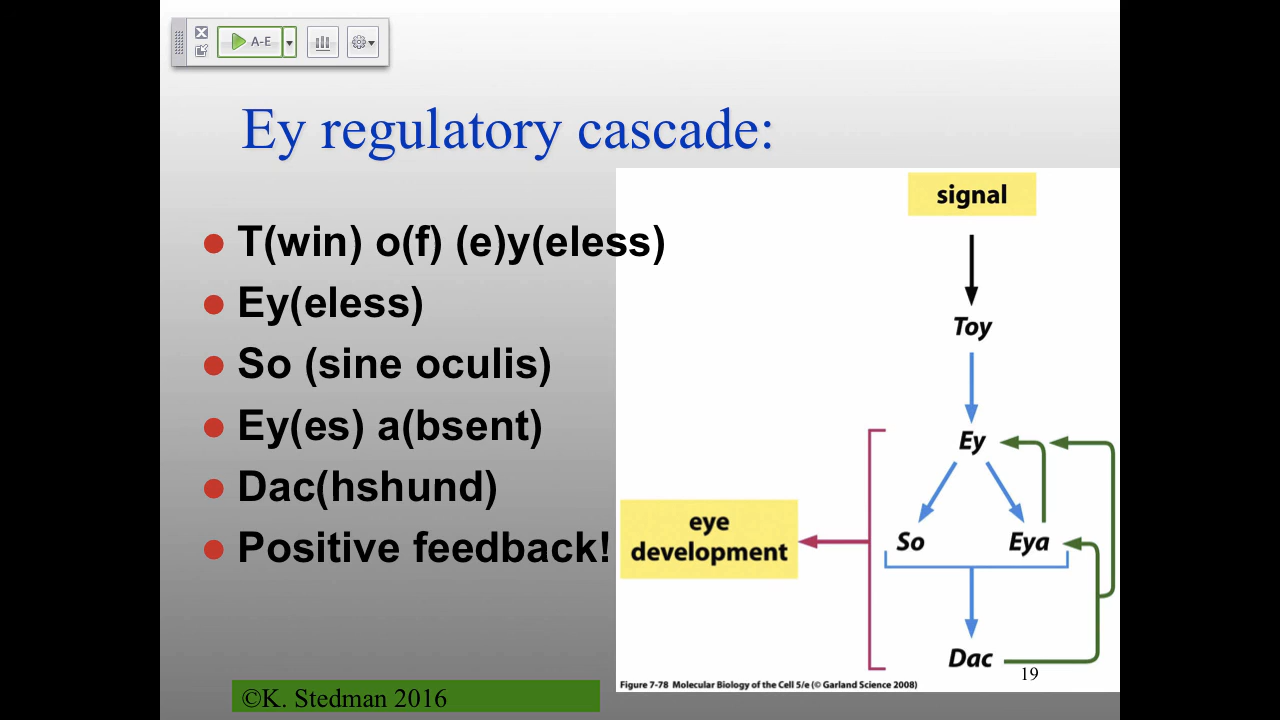 A-E
Ey regulatory cascade:
T(win) o(f) (e)y(eless)
Ey(eless)
So (sine oculis)
Ey(es) a(bsent)
Dac(hshund)
Positive feedback!
signal
Toy
Ey
So Eya
eye
development
Dac
19
Figure 7-78 Molecular Biology of the Cell 5/e (© Garland Science 2008)
©K. Stedman 2016